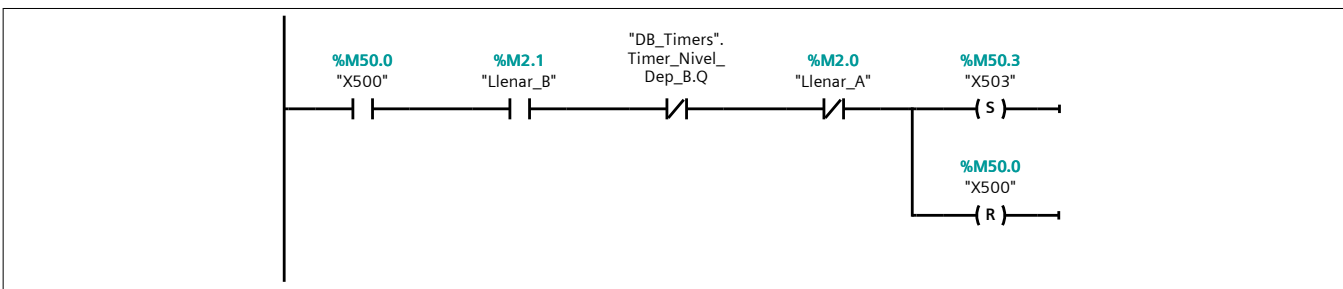 %M50.0
"X500"
%M2.1
"Llenar_B"
"DB_Timers".
Timer_Nivel_
Dep_B.Q
%M2.0
"Llenar_A"
%M50.3
"X503"
S
%M50.0
"X500"
R